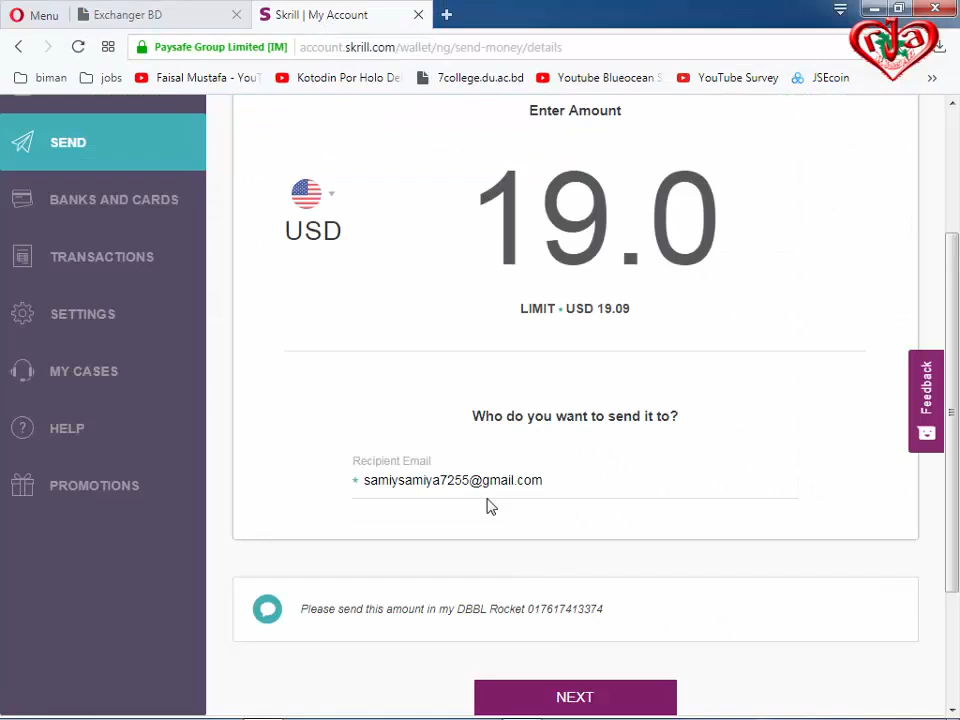 Menu
Exchanger BD
Skrill | My Account
Paysafe Group Limited [IM]
account.skrill.com/wallet/ng/send-money/details
biman
jobs
Faisal Mustafa - You
Kotodin Por Holo De
7college.du.ac.bd
Youtube Blueocean S
YouTube Survey
JSEcoin
»
rja
Enter Amount
SEND
BANKS AND CARDS
TRANSACTIONS
SETTINGS
MY CASES
HELP
PROMOTIONS
USD
19.0
LIMIT • USD 19.09
Who do you want to send it to?
Recipient Email
* samiysamiya7255@gmail.com
Please send this amount in my DBBL Rocket 017617413374
NEXT
Feedback